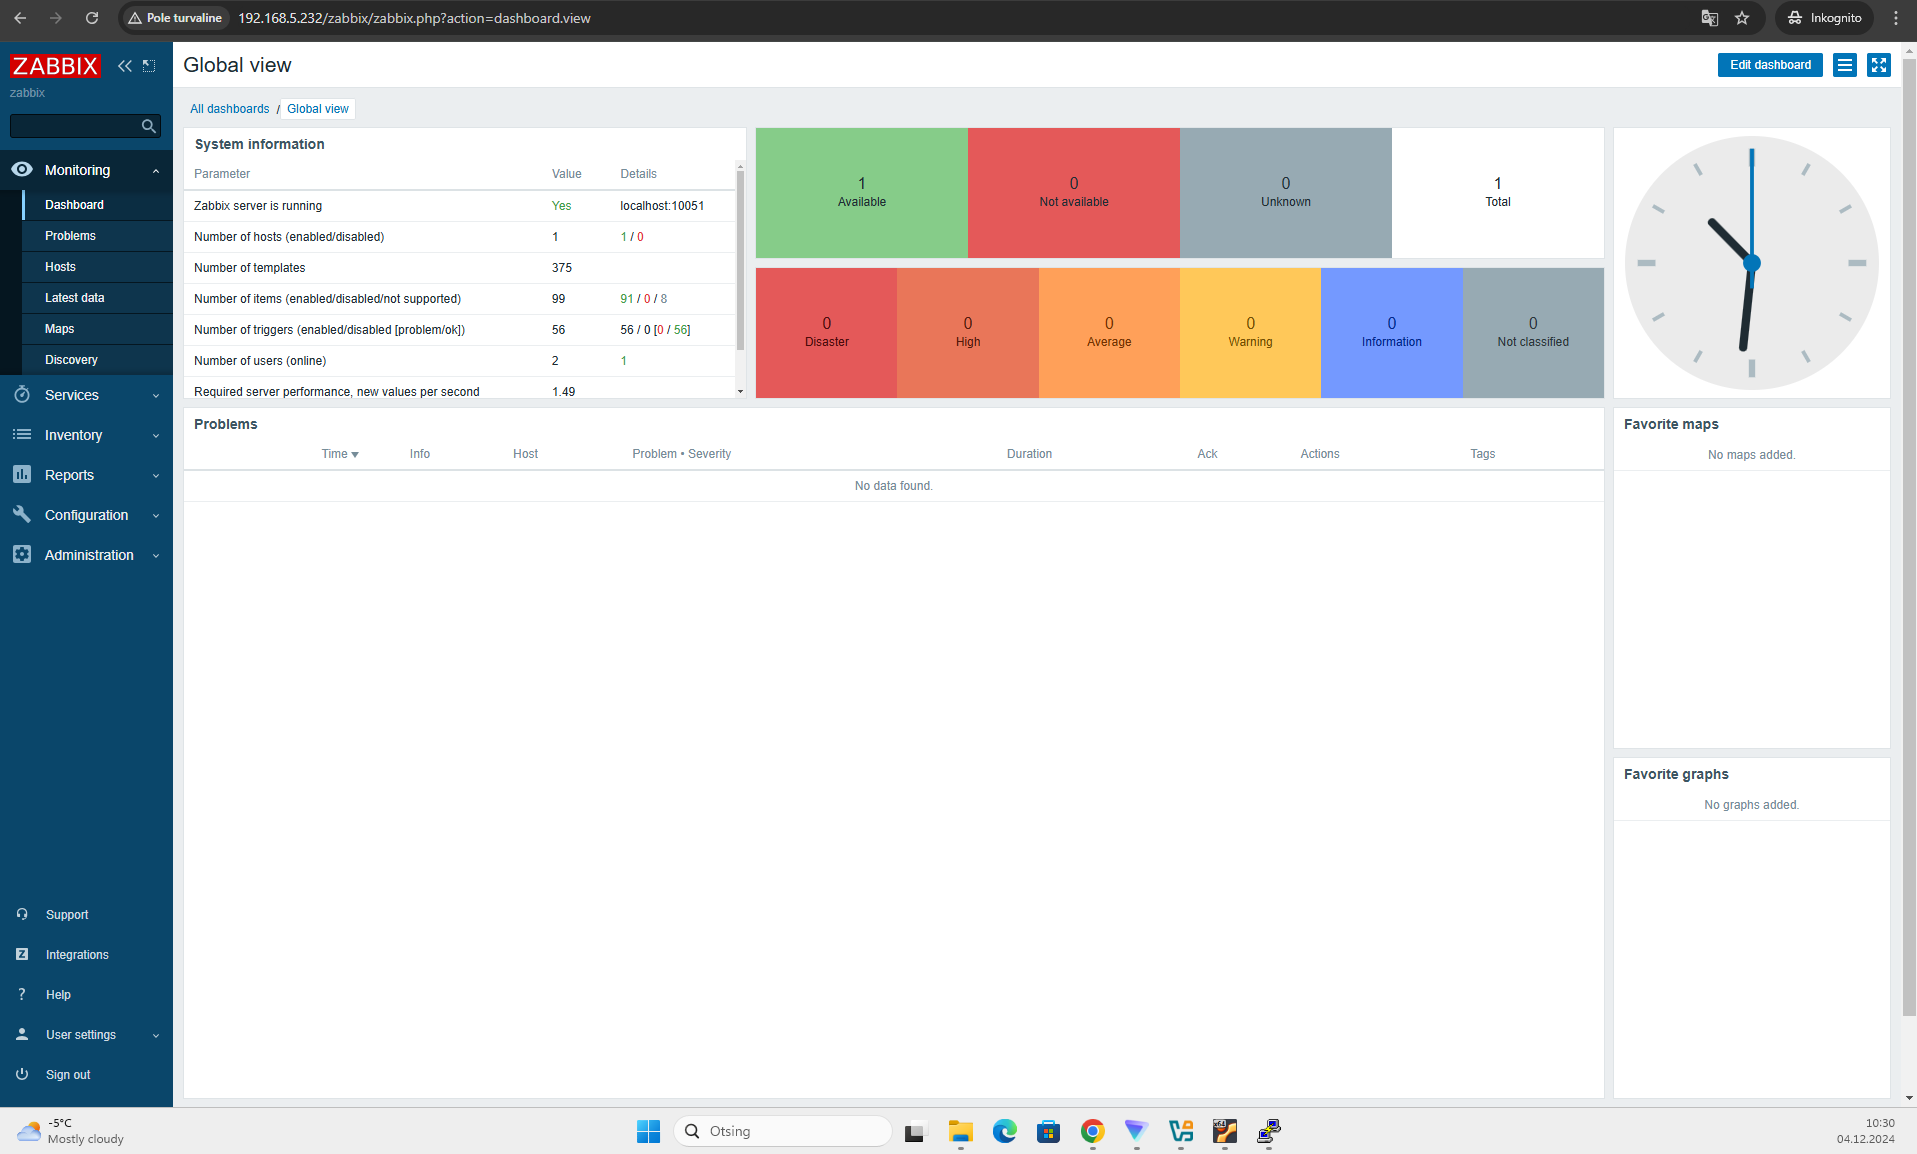 Pole turvaline
192.168.5.232/zabbix/zabbix.php?action=dashboard.view
Inkognito
ZABBIX
zabbix
Monitoring
Dashboard
Problems
Hosts
Latest data
Maps
Discovery
Services
Inventory
Reports
Configuration
Administration
Support
Integrations
? Help
User settings
Sign out
Global view
Edit dashboard
All dashboards / Global view
System information
Parameter Value Details
Zabbix server is running Yes localhost:10051
Number of hosts (enabled/disabled) 1 1 / 0
Number of templates 375
Number of items (enabled/disabled/not supported) 99 91 / 0 / 8
Number of triggers (enabled/disabled [problem/ok]) 56 56 / 0 [0 / 56]
Number of users (online) 2 1
Required server performance, new values per second 1.49
1 0 0 1
Available Not available Unknown Total
0 0 0 0 0 0
Disaster High Average Warning Information Not classified
Problems
Time Info Host Problem • Severity Duration Ack Actions Tags
No data found.
Favorite maps
No maps added.
Favorite graphs
No graphs added.
-5°C
Mostly cloudy
Otsing
10:30
04.12.2024